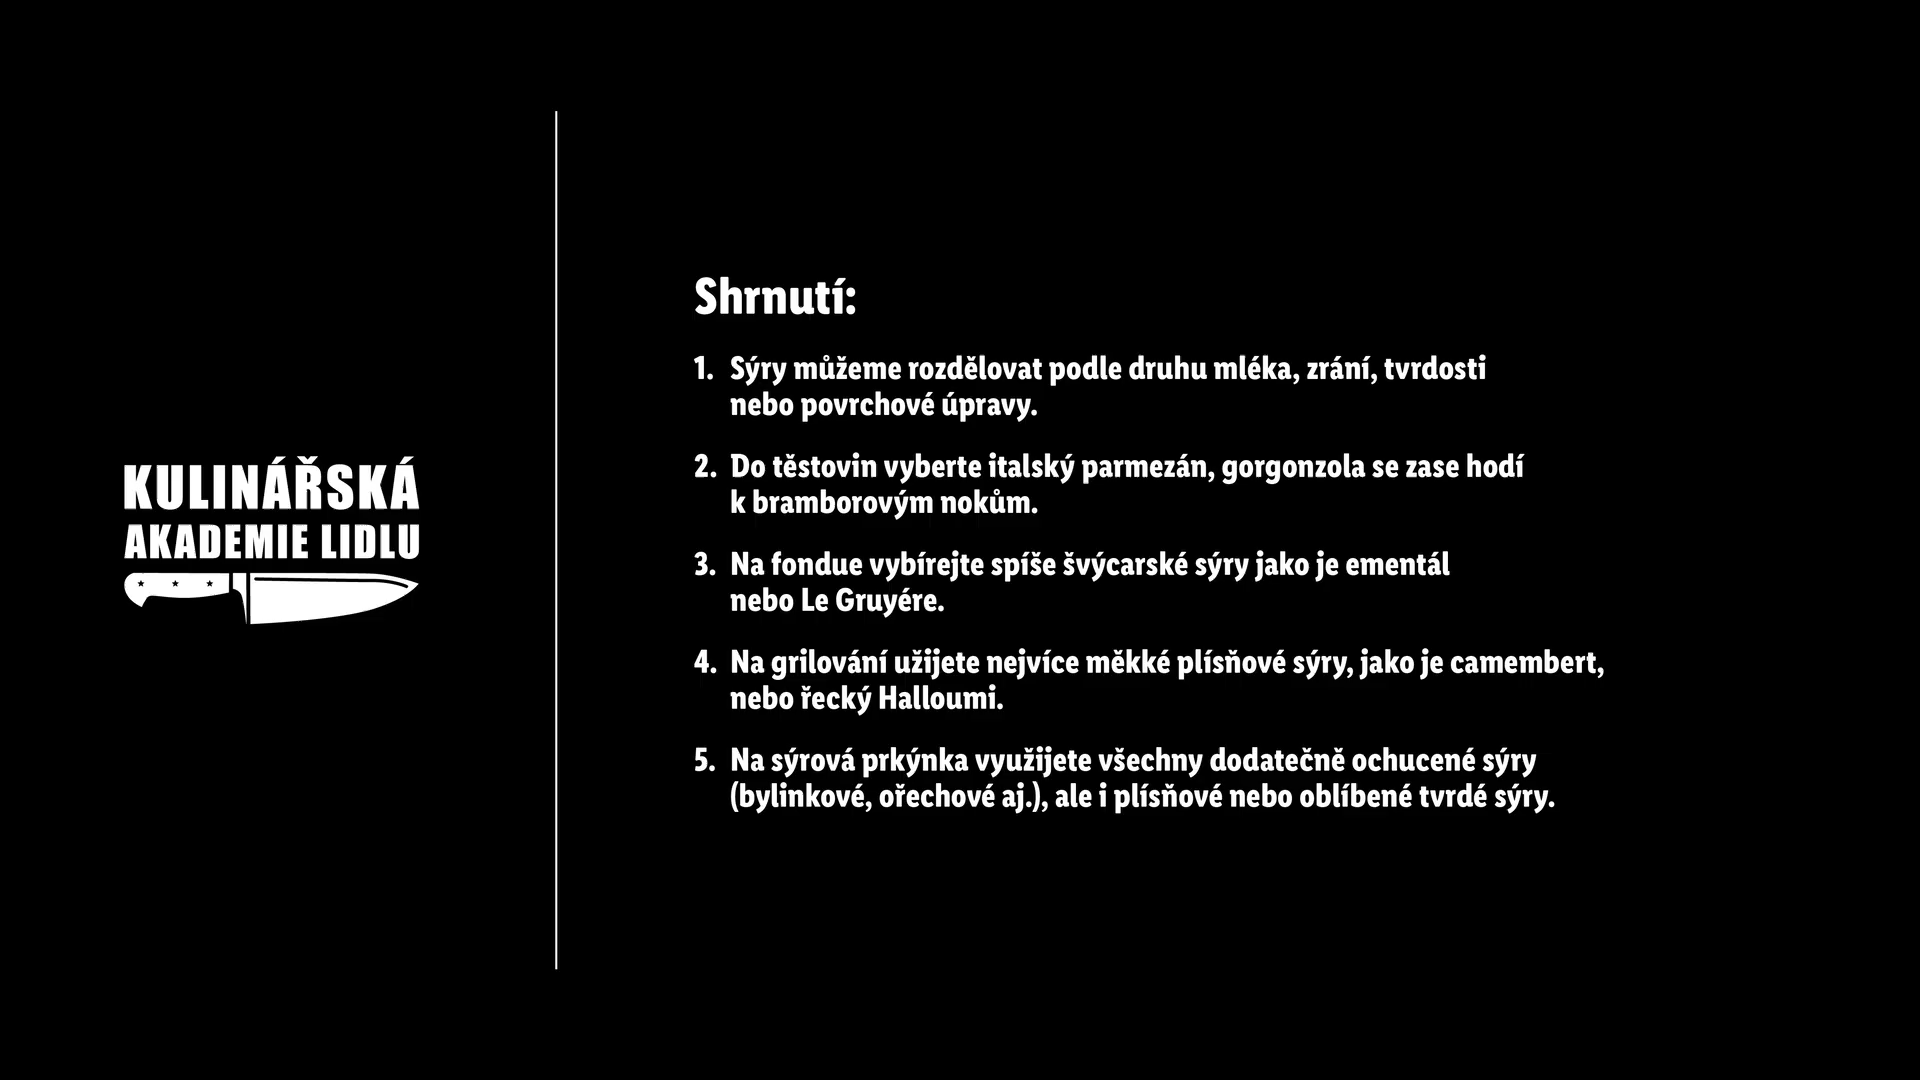 KULINÁŘSKÁ
AKADEMIE LIDLU
Shrnutí:
1. Sýry můžeme rozdělovat podle druhu mléka, zrání, tvrdosti
nebo povrchové úpravy.
2. Do těstovin vyberte italský parmezán, gorgonzola se zase hodí
k bramborovým nokům.
3. Na fondue vybírejte spíše švýcarské sýry jako je ementál
nebo Le Gruyére.
4. Na grilování užijete nejvíce měkké plísňové sýry, jako je camembert,
nebo řecký Halloumi.
5. Na sýrová prkýnka využijete všechny dodatečně ochucené sýry
(bylinkové, ořechové aj.), ale i plísňové nebo oblíbené tvrdé sýry.